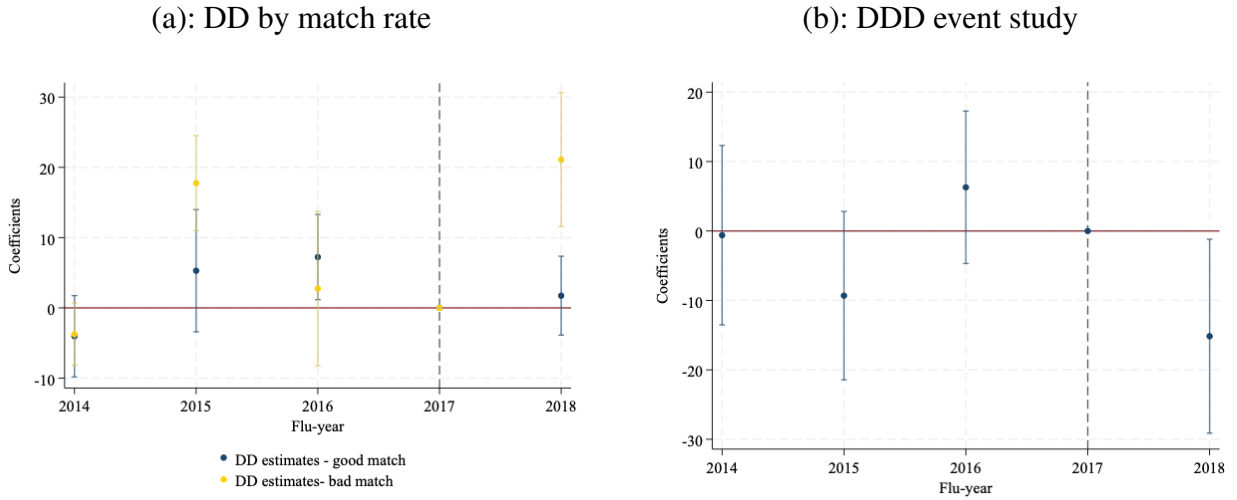 (a): DD by match rate
30
20
10
0
-10
Coefficients
2014 2015 2016 2017 2018
Flu-year
DD estimates - good match
DD estimates- bad match
(b): DDD event study
20
10
0
-10
-20
-30
Coefficients
2014 2015 2016 2017 2018
Flu-year